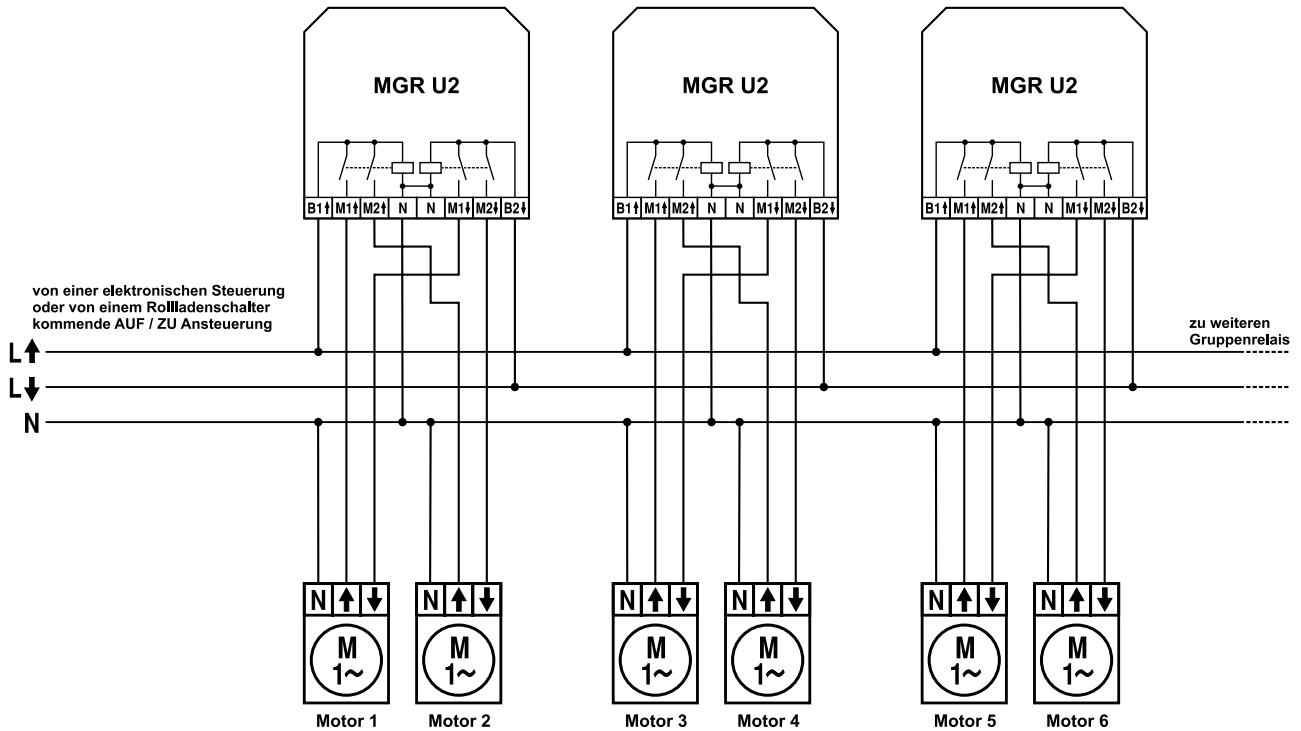 MGR U2 MGR U2 MGR U2
B1↑ M1↑ M2↑ N N M1↓ M2↓ B2↓ B1↑ M1↑ M2↑ N N M1↓ M2↓ B2↓ B1↑ M1↑ M2↑ N N M1↓ M2↓ B2↓
von einer elektronischen Steuerung
oder von einem Rollladenschalter
kommende AUF / ZU Ansteuerung
zu weiteren
Gruppenrelais
L↑
L↓
N
N ↑ ↓ N ↑ ↓ N ↑ ↓ N ↑ ↓ N ↑ ↓ N ↑ ↓
M M M M M M
1~ 1~ 1~ 1~ 1~ 1~
Motor 1 Motor 2 Motor 3 Motor 4 Motor 5 Motor 6